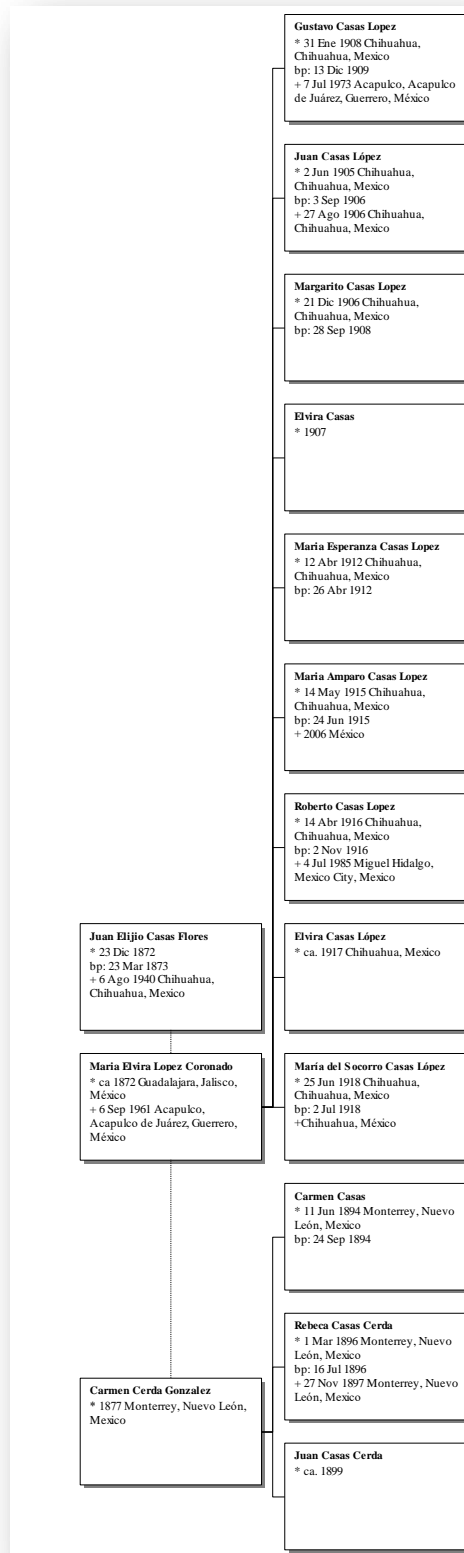 Gustavo Casas Lopez
* 31 Ene 1908 Chihuahua,
Chihuahua, Mexico
bp: 13 Dic 1909
+ 7 Jul 1973 Acapulco, Acapulco
de Juárez, Guerrero, México
Juan Casas López
* 2 Jun 1905 Chihuahua,
Chihuahua, Mexico
bp: 3 Sep 1906
+ 27 Ago 1906 Chihuahua,
Chihuahua, Mexico
Margarito Casas Lopez
* 21 Dic 1906 Chihuahua,
Chihuahua, Mexico
bp: 28 Sep 1908
Elvira Casas
* 1907
Maria Esperanza Casas Lopez
* 12 Abr 1912 Chihuahua,
Chihuahua, Mexico
bp: 26 Abr 1912
Maria Amparo Casas Lopez
* 14 May 1915 Chihuahua,
Chihuahua, Mexico
bp: 24 Jun 1915
+ 2006 México
Roberto Casas Lopez
* 14 Abr 1916 Chihuahua,
Chihuahua, Mexico
bp: 2 Nov 1916
+ 4 Jul 1985 Miguel Hidalgo,
Mexico City, Mexico
Juan Elijio Casas Flores
* 23 Dic 1872
bp: 23 Mar 1873
+ 6 Ago 1940 Chihuahua,
Chihuahua, Mexico
Elvira Casas López
* ca. 1917 Chihuahua, Mexico
Maria Elvira Lopez Coronado
* ca 1872 Guadalajara, Jalisco,
México
+ 6 Sep 1961 Acapulco,
Acapulco de Juárez, Guerrero,
México
María del Socorro Casas López
* 25 Jun 1918 Chihuahua,
Chihuahua, Mexico
bp: 2 Jul 1918
+Chihuahua, México
Carmen Casas
* 11 Jun 1894 Monterrey, Nuevo
León, Mexico
bp: 24 Sep 1894
Rebeca Casas Cerda
* 1 Mar 1896 Monterrey, Nuevo
León, Mexico
bp: 16 Jul 1896
+ 27 Nov 1897 Monterrey, Nuevo
León, Mexico
Carmen Cerda Gonzalez
* 1877 Monterrey, Nuevo León,
Mexico
Juan Casas Cerda
* ca. 1899